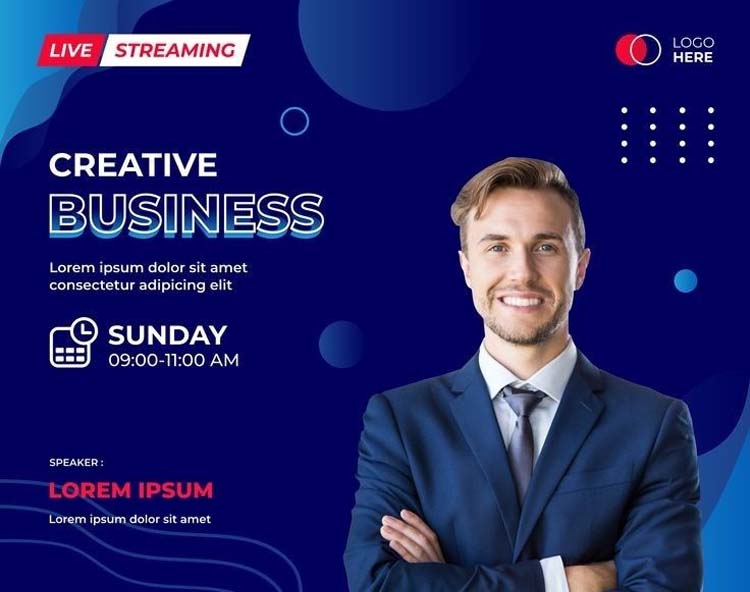 LIVE STREAMING
LOGO
HERE
CREATIVE
BUSINESS
Lorem ipsum dolor sit amet
consectetur adipicing elit
SUNDAY
09:00-11:00 AM
SPEAKER :
LOREM IPSUM
Lorem ipsum dolor sit amet